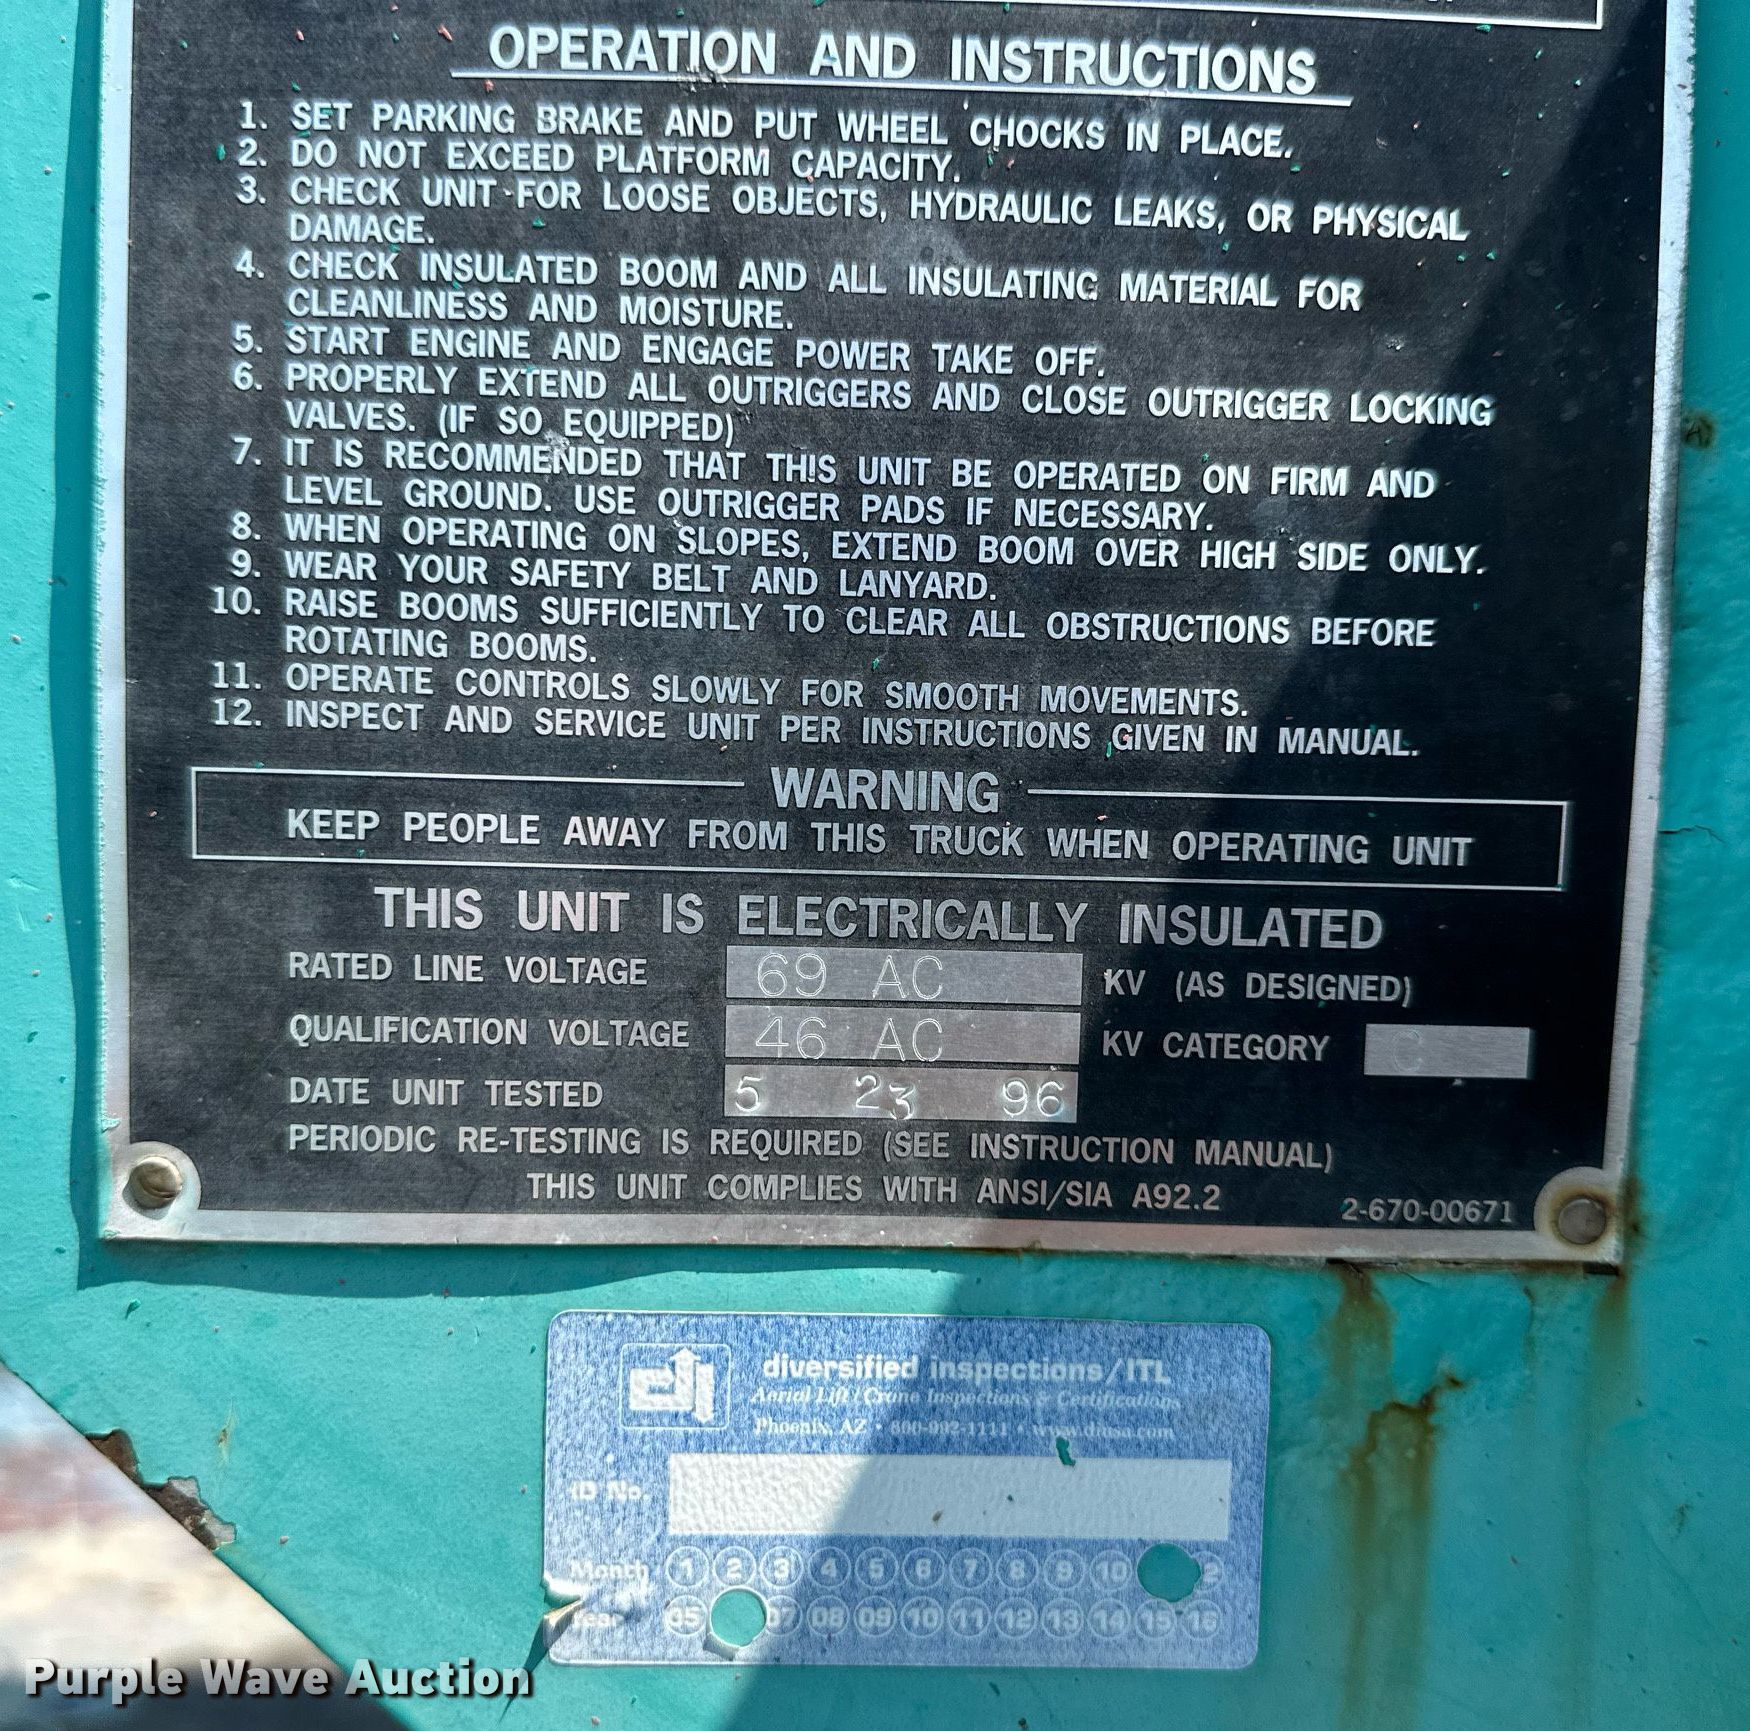 OPERATION AND INSTRUCTIONS
1. SET PARKING BRAKE AND PUT WHEEL CHOCKS IN PLACE.
2. DO NOT EXCEED PLATFORM CAPACITY.
3. CHECK UNIT FOR LOOSE OBJECTS, HYDRAULIC LEAKS, OR PHYSICAL
DAMAGE.
4. CHECK INSULATED BOOM AND ALL INSULATING MATERIAL FOR
CLEANLINESS AND MOISTURE.
5. START ENGINE AND ENGAGE POWER TAKE OFF.
6. PROPERLY EXTEND ALL OUTRIGGERS AND CLOSE OUTRIGGER LOCKING
VALVES. (IF SO EQUIPPED)
7. IT IS RECOMMENDED THAT THIS UNIT BE OPERATED ON FIRM AND
LEVEL GROUND. USE OUTRIGGER PADS IF NECESSARY.
8. WHEN OPERATING ON SLOPES, EXTEND BOOM OVER HIGH SIDE ONLY.
9. WEAR YOUR SAFETY BELT AND LANYARD.
10. RAISE BOOMS SUFFICIENTLY TO CLEAR ALL OBSTRUCTIONS BEFORE
ROTATING BOOMS.
11. OPERATE CONTROLS SLOWLY FOR SMOOTH MOVEMENTS.
12. INSPECT AND SERVICE UNIT PER INSTRUCTIONS GIVEN IN MANUAL.
WARNING
KEEP PEOPLE AWAY FROM THIS TRUCK WHEN OPERATING UNIT
THIS UNIT IS ELECTRICALLY INSULATED
RATED LINE VOLTAGE 69 AC KV (AS DESIGNED)
QUALIFICATION VOLTAGE 46 AC KV CATEGORY C
DATE UNIT TESTED 5 23 96
PERIODIC RE-TESTING IS REQUIRED (SEE INSTRUCTION MANUAL)
THIS UNIT COMPLIES WITH ANSI/SIA A92.2 2-670-00671
diversified inspections/ITL
Aerial Lift/Crane Inspections & Certifications
Phoenix, AZ • 800-992-1111 • www.diusa.com
ID No.
Month 1 2 3 4 5 6 7 8 9 10 2
Year 05 07 08 09 10 11 12 13 14 15 16
Purple Wave Auction